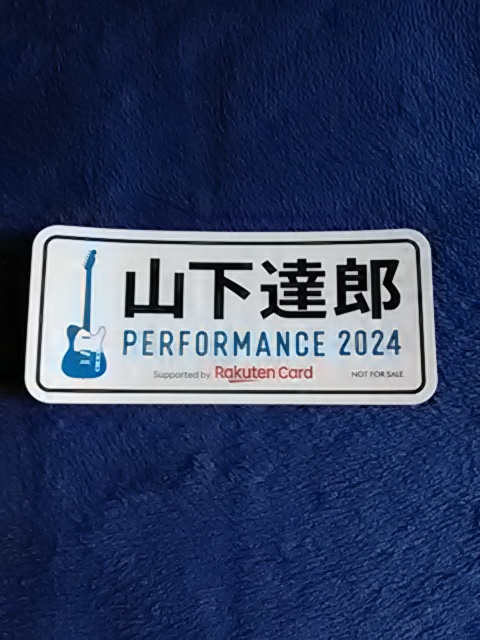 山下達郎
PERFORMANCE 2024
Supported by Rakuten Card
NOT FOR SALE